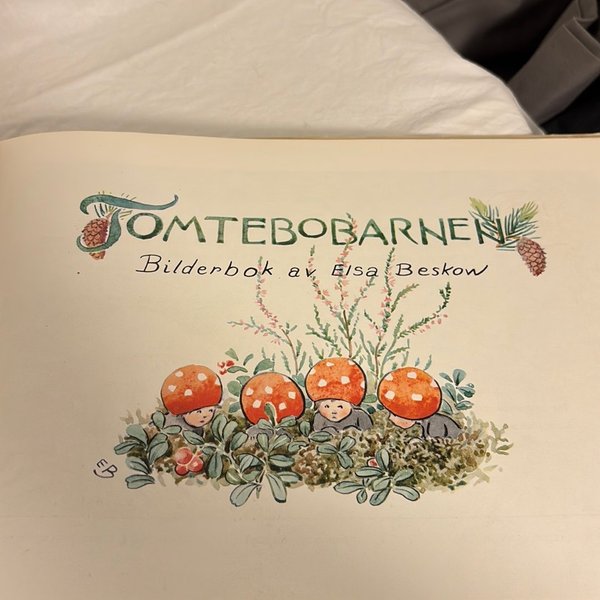 TOMTEBOBARNEN
Bilderbok av Elsa Beskow
EB